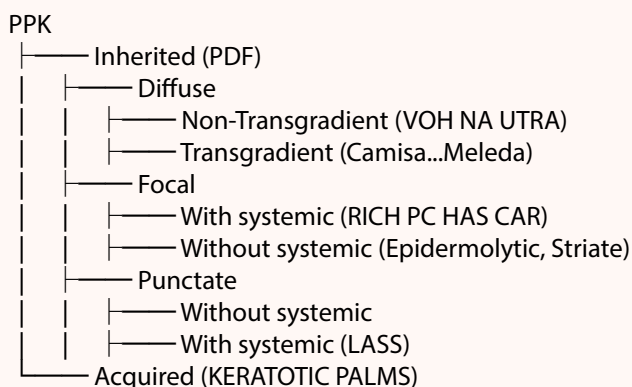 PPK
Inherited (PDF)
Diffuse
Non-Transgradient (VOH NA UTRA)
Transgradient (Camisa...Meleda)
Focal
With systemic (RICH PC HAS CAR)
Without systemic (Epidermolytic, Striate)
Punctate
Without systemic
With systemic (LASS)
Acquired (KERATOTIC PALMS)